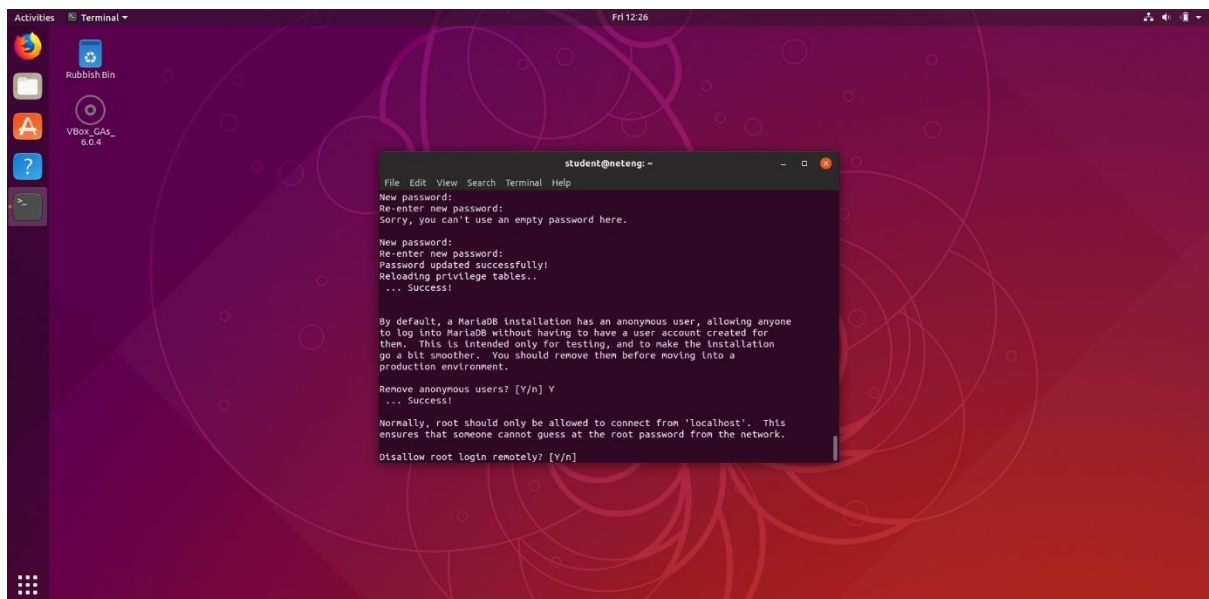 Activities
Terminal
Fri 12:26
Rubbish Bin
VBox_GAs_
6.0.4
student@neteng: ~
File Edit View Search Terminal Help
New password:
Re-enter new password:
Sorry, you can't use an empty password here.
New password:
Re-enter new password:
Password updated successfully!
Reloading privilege tables..
... Success!
By default, a MariaDB installation has an anonymous user, allowing anyone
to log into MariaDB without having to have a user account created for
them.  This is intended only for testing, and to make the installation
go a bit smoother.  You should remove them before moving into a
production environment.
Remove anonymous users? [Y/n] Y
... Success!
Normally, root should only be allowed to connect from 'localhost'.  This
ensures that someone cannot guess at the root password from the network.
Disallow root login remotely? [Y/n]